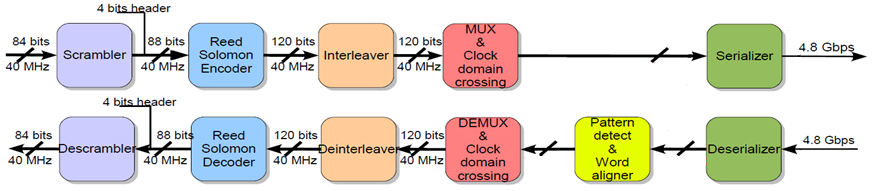 4 bits header
84 bits
40 MHz
Scrambler
88 bits
40 MHz
Reed
Solomon
Encoder
120 bits
40 MHz
Interleaver
120 bits
40 MHz
MUX
&
Clock
domain
crossing
Serializer
4.8 Gbps
4 bits header
84 bits
40 MHz
Descrambler
88 bits
40 MHz
Reed
Solomon
Decoder
120 bits
40 MHz
Deinterleaver
120 bits
40 MHz
DEMUX
&
Clock
domain
crossing
Pattern
detect
&
Word
aligner
Deserializer
4.8 Gbps